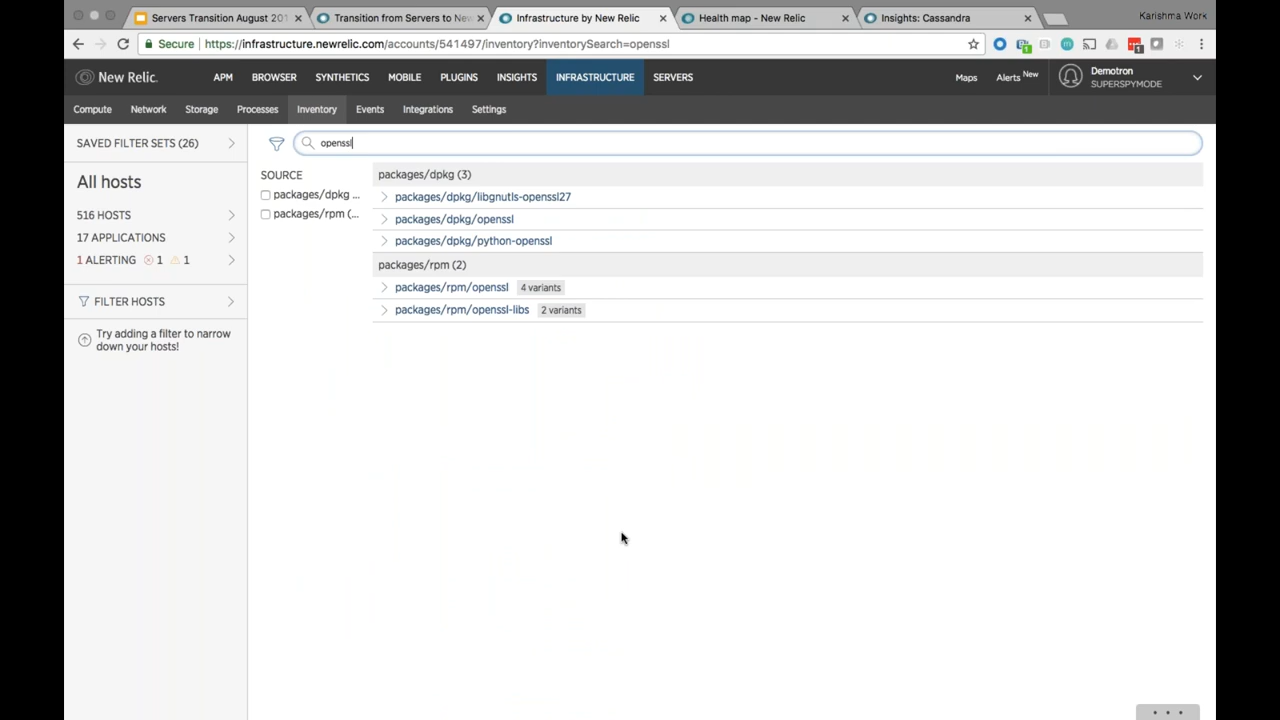 Servers Transition August 201
Transition from Servers to New
Infrastructure by New Relic
Health map - New Relic
Insights: Cassandra
Karishma Work
Secure
https://infrastructure.newrelic.com/accounts/541497/inventory?inventorySearch=openssl
New Relic.
APM
BROWSER
SYNTHETICS
MOBILE
PLUGINS
INSIGHTS
INFRASTRUCTURE
SERVERS
Maps
Alerts New
Demotron
SUPERSPYMODE
Compute
Network
Storage
Processes
Inventory
Events
Integrations
Settings
SAVED FILTER SETS (26)
All hosts
516 HOSTS
17 APPLICATIONS
1 ALERTING 1 1
FILTER HOSTS
Try adding a filter to narrow
down your hosts!
openssl
SOURCE
packages/dpkg ...
packages/rpm (...
packages/dpkg (3)
packages/dpkg/libgnutls-openssl27
packages/dpkg/openssl
packages/dpkg/python-openssl
packages/rpm (2)
packages/rpm/openssl 4 variants
packages/rpm/openssl-libs 2 variants